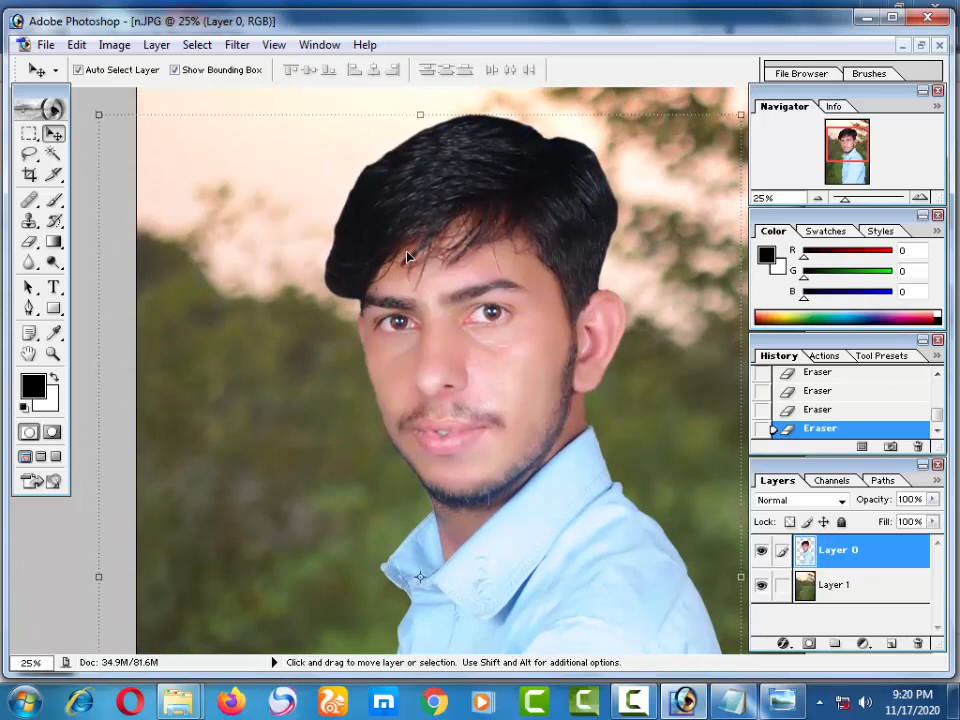 Adobe Photoshop - [n.JPG @ 25% (Layer 0, RGB)]
File Edit Image Layer Select Filter View Window Help
Auto Select Layer Show Bounding Box
File Browser Brushes
Navigator Info
25%
Color Swatches Styles
R 0
G 0
B 0
History Actions Tool Presets
Eraser
Eraser
Eraser
Eraser
Layers Channels Paths
Normal Opacity: 100%
Lock: Fill: 100%
Layer 0
Layer 1
T
25% Doc: 34.9M/81.6M Click and drag to move layer or selection. Use Shift and Alt for additional options.
9:20 PM
11/17/2020